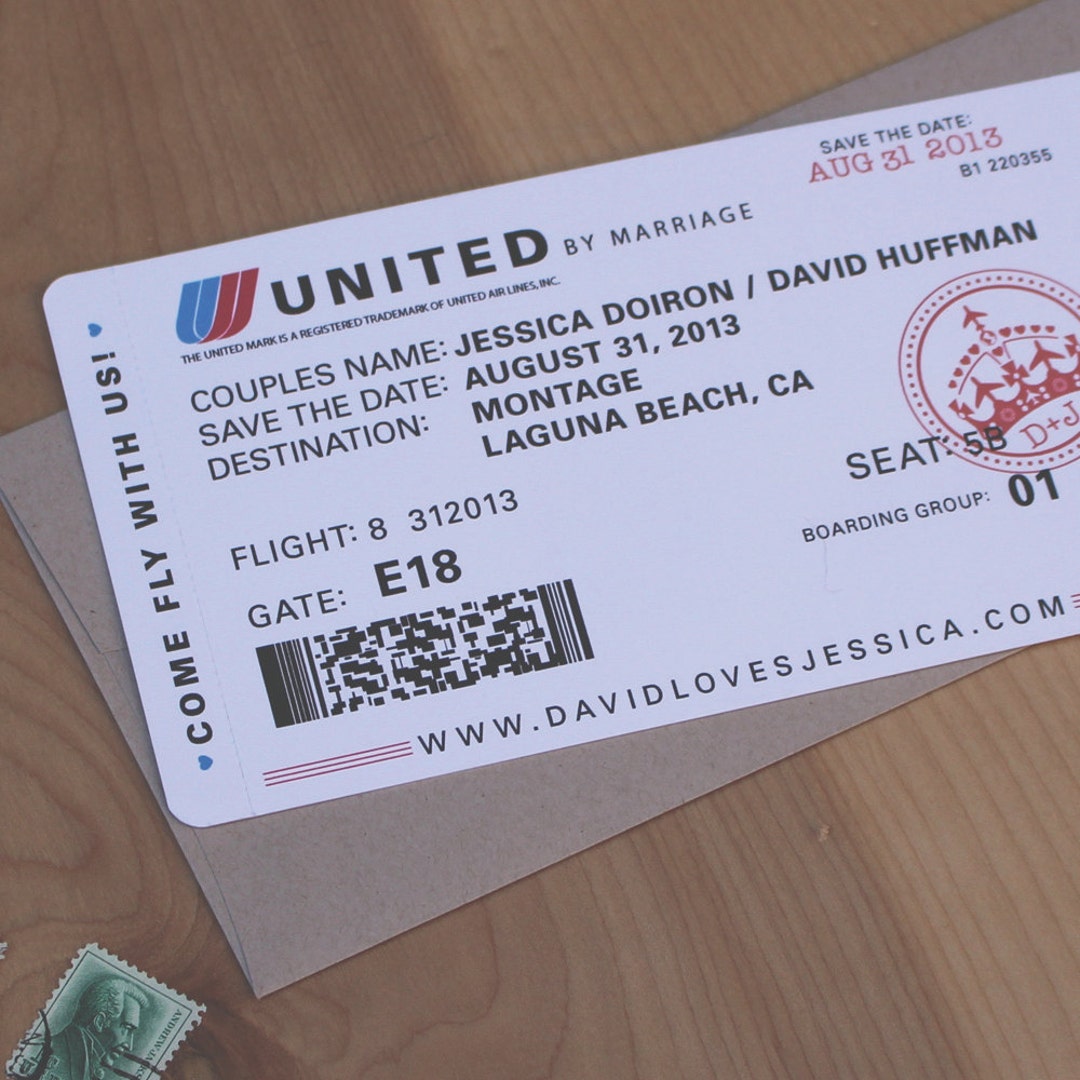 SAVE THE DATE:
AUG 31 2013
B1 220355
UNITED BY MARRIAGE
THE UNITED MARK IS A REGISTERED TRADEMARK OF UNITED AIR LINES, INC.
COUPLES NAME: JESSICA DOIRON / DAVID HUFFMAN
SAVE THE DATE: AUGUST 31, 2013
DESTINATION: MONTAGE
LAGUNA BEACH, CA
D+J
SEAT: 5B
BOARDING GROUP: 01
FLIGHT: 8 312013
GATE: E18
WWW.DAVIDLOVESJESSICA.COM
COME FLY WITH US!